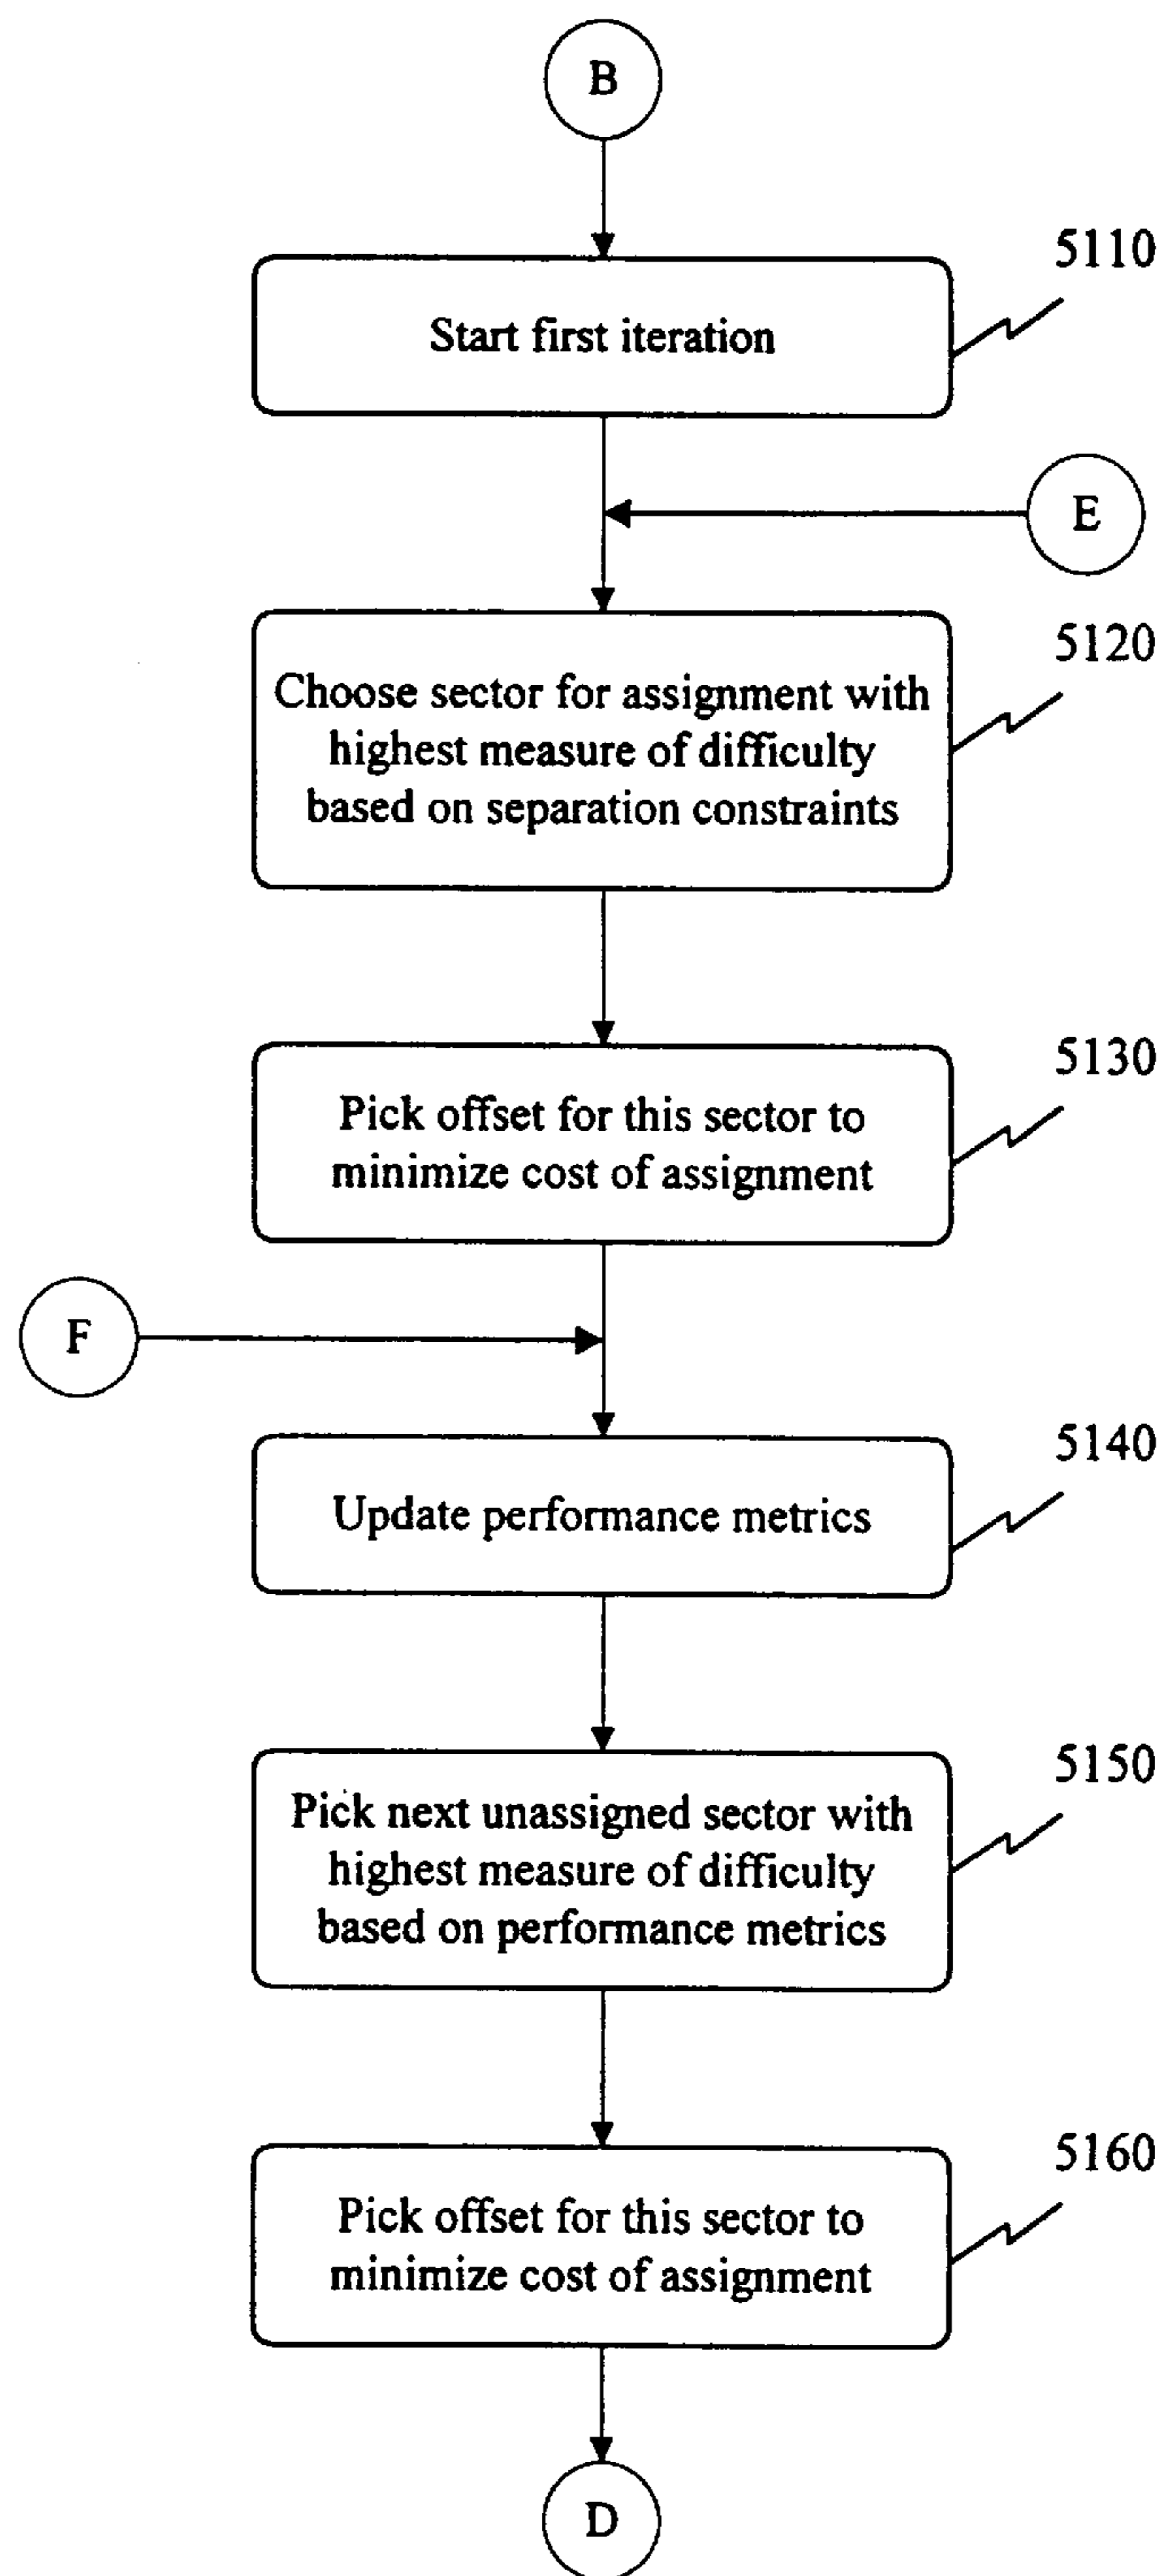 B
5110
Start first iteration
E
5120
Choose sector for assignment with
highest measure of difficulty
based on separation constraints
5130
Pick offset for this sector to
minimize cost of assignment
F
5140
Update performance metrics
5150
Pick next unassigned sector with
highest measure of difficulty
based on performance metrics
5160
Pick offset for this sector to
minimize cost of assignment
D